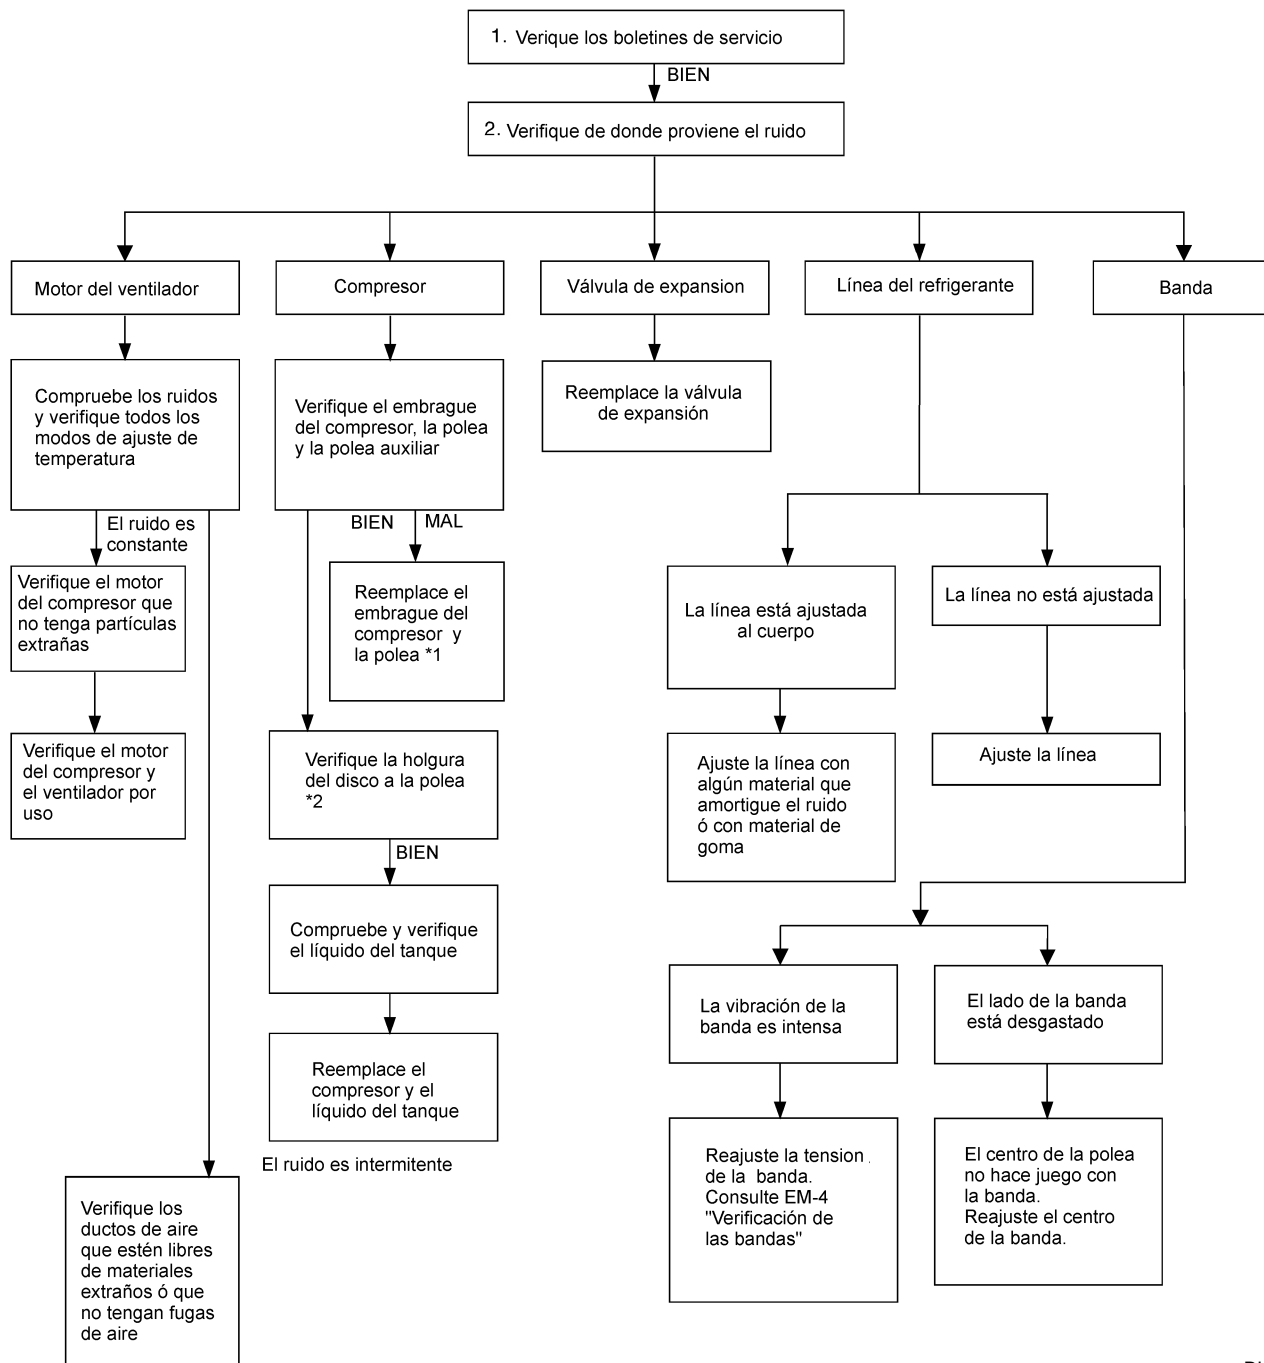 1. Verique los boletines de servicio
BIEN
2. Verifique de donde proviene el ruido
Motor del ventilador
Compresor
Válvula de expansion
Línea del refrigerante
Banda
Compruebe los ruidos
y verifique todos los
modos de ajuste de
temperatura
Verifique el embrague
del compresor, la polea
y la polea auxiliar
Reemplace la válvula
de expansión
El ruido es
constante
BIEN
MAL
Verifique el motor
del compresor que
no tenga partículas
extrañas
Reemplace el
embrague del
compresor y
la polea *1
La línea está ajustada
al cuerpo
La línea no está ajustada
Verifique el motor
del compresor y
el ventilador por
uso
Verifique la holgura
del disco a la polea
*2
Ajuste la línea con
algún material que
amortigue el ruido
ó con material de
goma
Ajuste la línea
BIEN
Compruebe y verifique
el líquido del tanque
La vibración de la
banda es intensa
El lado de la banda
está desgastado
Reemplace el
compresor y el
líquido del tanque
El ruido es intermitente
Reajuste la tension
de la banda.
Consulte EM-4
"Verificación de
las bandas"
El centro de la polea
no hace juego con
la banda.
Reajuste el centro
de la banda.
Verifique los
ductos de aire
que estén libres
de materiales
extraños ó que
no tengan fugas
de aire